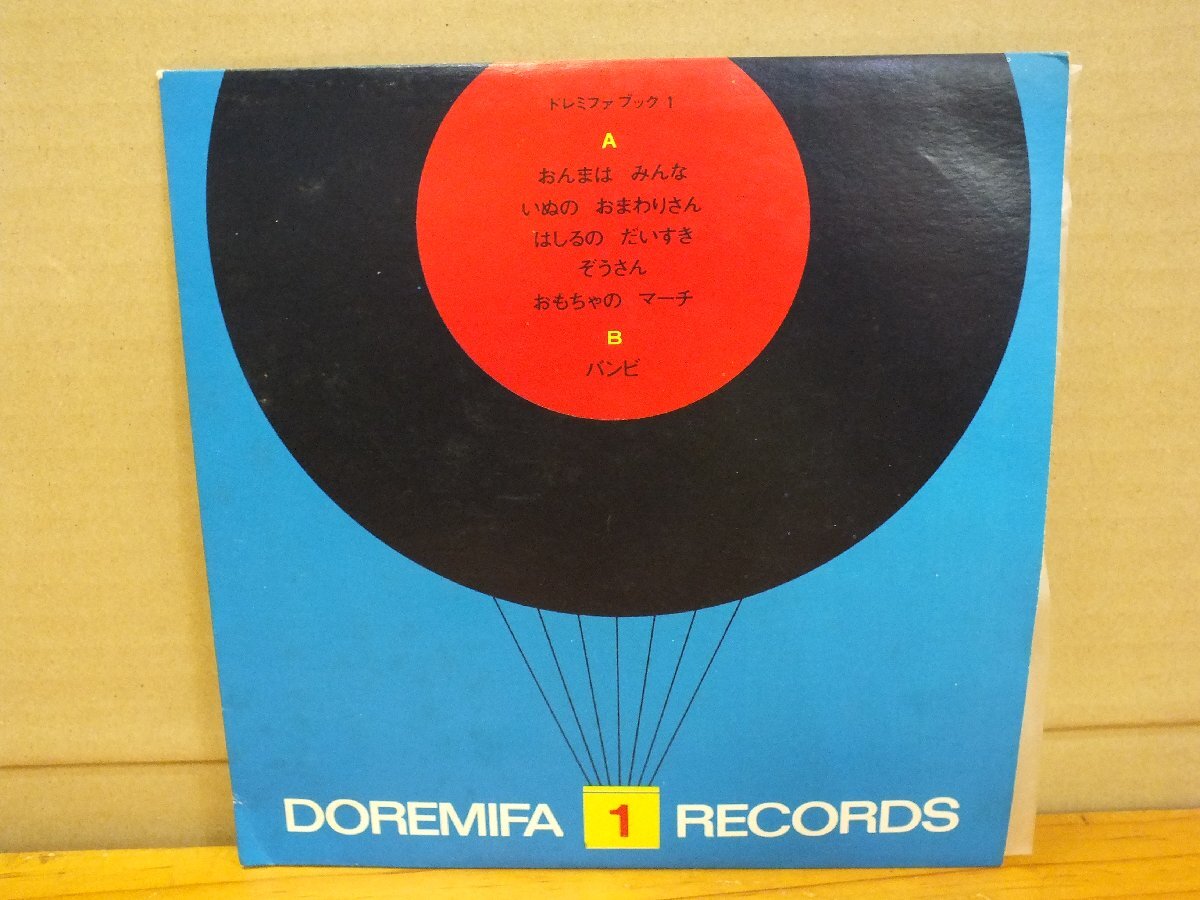 ドレミファ ブック 1
A
おんまは みんな
いぬの おまわりさん
はしるの だいすき
ぞうさん
おもちゃの マーチ
B
バンビ
DOREMIFA 1 RECORDS